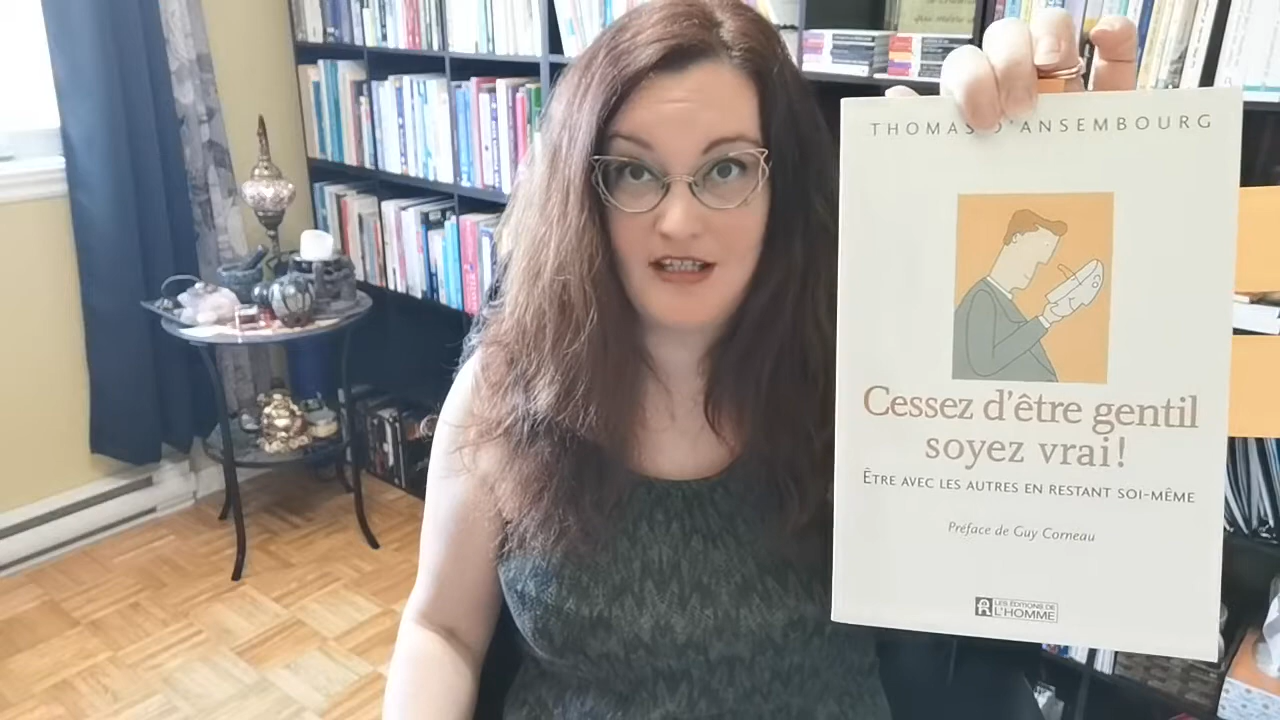 THOMAS D'ANSEMBOURG
Cessez d'être gentil
soyez vrai!
ÊTRE AVEC LES AUTRES EN RESTANT SOI-MÊME
Préface de Guy Corneau
LES ÉDITIONS DE
L'HOMME